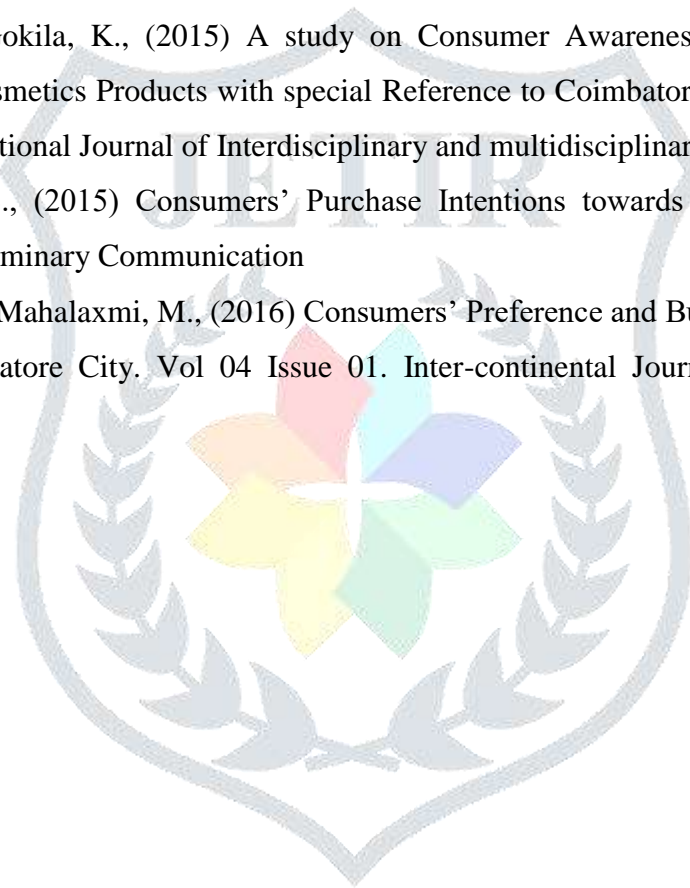 okila, K., (2015) A study on Consumer Awarenes
smetics Products with special Reference to Coimbator
tional Journal of Interdisciplinary and multidisciplinar
., (2015) Consumers’ Purchase Intentions towards
minary Communication
Mahalaxmi, M., (2016) Consumers’ Preference and Bu
atore City. Vol 04 Issue 01. Inter-continental Journ
JETIR